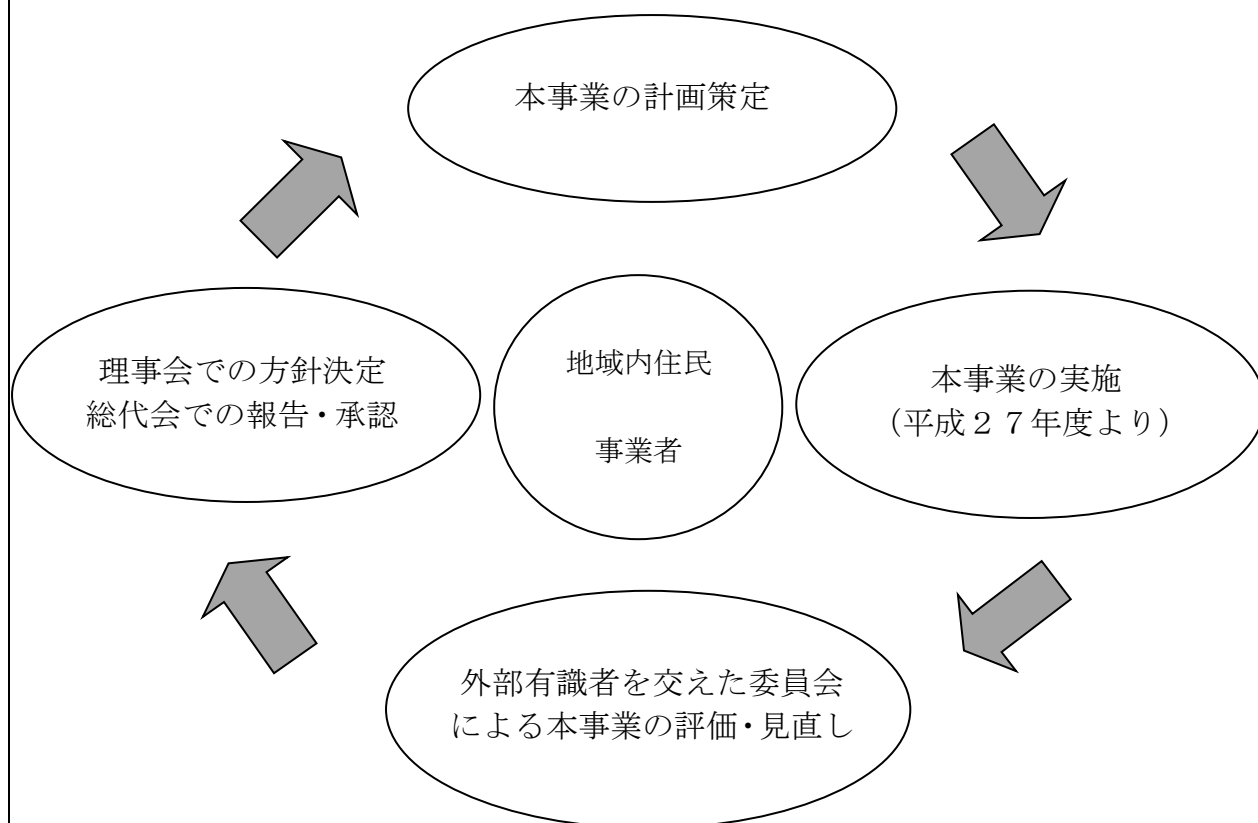 本事業の計画策定
理事会での方針決定
総代会での報告・承認
地域内住民
事業者
本事業の実施
（平成２７年度より）
外部有識者を交えた委員会
による本事業の評価・見直し